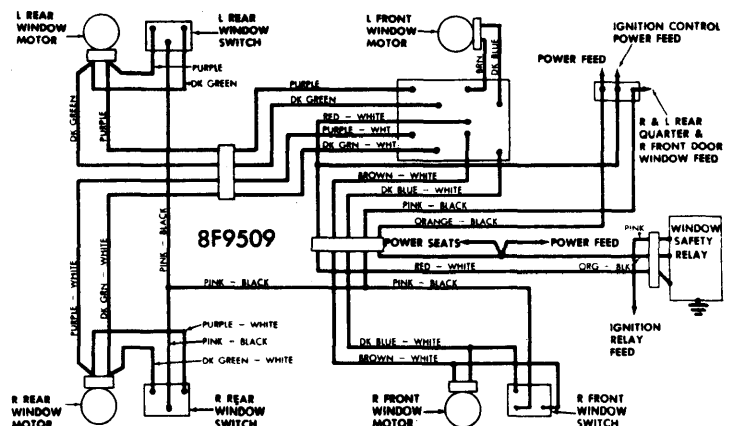 L REAR
WINDOW
MOTOR
L REAR
WINDOW
SWITCH
L FRONT
WINDOW
MOTOR
BRN
DK BLUE
IGNITION CONTROL
POWER FEED
POWER FEED
PURPLE
DK GREEN
DK GREEN
PURPLE
PURPLE
DK GREEN
RED - WHITE
PURPLE - WHT
DK GRN - WHT
R & L REAR
QUARTER &
R FRONT DOOR
WINDOW FEED
BROWN - WHITE
DK BLUE - WHITE
PINK - BLACK
ORANGE - BLACK
8F9509
PINK - BLACK
POWER SEATS
POWER FEED
PINK
WINDOW
SAFETY
RELAY
RED - WHITE
ORG - BLK
PURPLE - WHITE
DK GRN - WHITE
PINK - BLACK
PINK - BLACK
IGNITION
RELAY
FEED
PURPLE - WHITE
PINK - BLACK
DK GREEN - WHITE
DK BLUE - WHITE
BROWN - WHITE
R REAR
WINDOW
MOTOR
R REAR
WINDOW
SWITCH
R FRONT
WINDOW
MOTOR
R FRONT
WINDOW
SWITCH